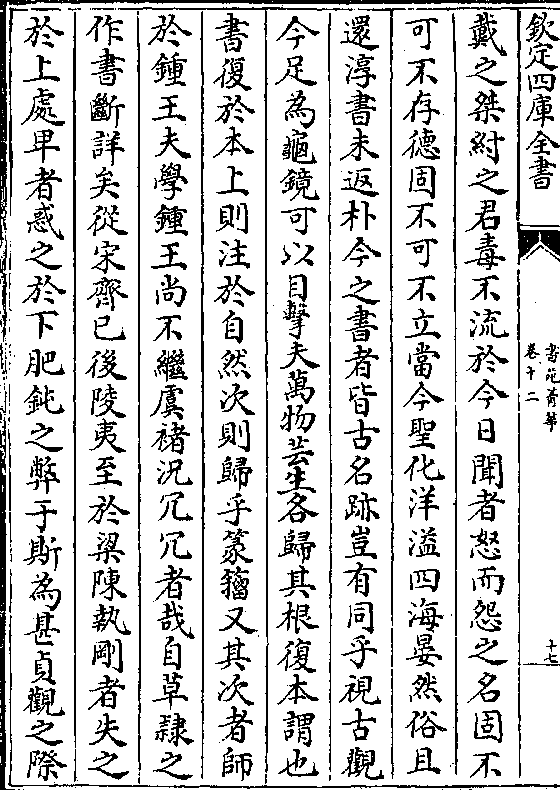 欽定四庫全書
書苑菁華
卷十二
十七
戴之桀紂之君毒不流於今日聞者怒而怨之名固不
可不存德固不可不立當今聖化洋溢四海晏然俗且
還淳書未返朴今之書者皆古名跡豈有同乎視古觀
今足為龜鏡可以目擊夫萬物芸生各歸其根復本謂也
書復於本上則注於自然次則歸乎篆籀又其次者師
於鍾王夫學鍾王尚不繼虞褚況冗冗者哉自草隸之
作書斷詳矣從宋齊已後陵夷至於梁陳執剛者失之
於上處卑者惑之於下肥鈍之弊于斯為甚貞觀之際